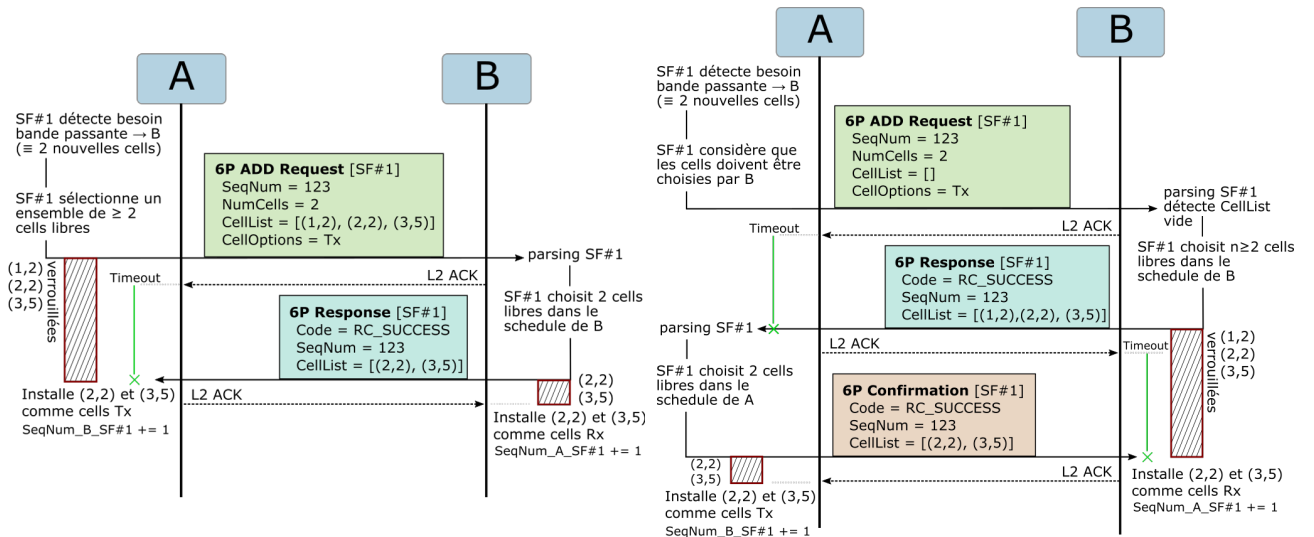 A
B
SF#1 détecte besoin
bande passante → B
(≡ 2 nouvelles cells)
SF#1 sélectionne un
ensemble de ≥ 2
cells libres
6P ADD Request [SF#1]
SeqNum = 123
NumCells = 2
CellList = [(1,2), (2,2), (3,5)]
CellOptions = Tx
parsing SF#1
(1,2)
(2,2)
(3,5)
verrouillées
Timeout
L2 ACK
SF#1 choisit 2 cells
libres dans le
schedule de B
6P Response [SF#1]
Code = RC_SUCCESS
SeqNum = 123
CellList = [(2,2), (3,5)]
(2,2)
(3,5)
L2 ACK
Installe (2,2) et (3,5)
comme cells Tx
SeqNum_B_SF#1 += 1
Installe (2,2) et (3,5)
comme cells Rx
SeqNum_A_SF#1 += 1
A
B
SF#1 détecte besoin
bande passante → B
(≡ 2 nouvelles cells)
SF#1 considère que
les cells doivent être
choisies par B
6P ADD Request [SF#1]
SeqNum = 123
NumCells = 2
CellList = []
CellOptions = Tx
parsing SF#1
détecte CellList
vide
Timeout
L2 ACK
SF#1 choisit n≥2 cells
libres dans le
schedule de B
6P Response [SF#1]
Code = RC_SUCCESS
SeqNum = 123
CellList = [(1,2),(2,2), (3,5)]
parsing SF#1
L2 ACK
Timeout
verrouillées
(1,2)
(2,2)
(3,5)
SF#1 choisit 2 cells
libres dans le
schedule de A
6P Confirmation [SF#1]
Code = RC_SUCCESS
SeqNum = 123
CellList = [(2,2), (3,5)]
(2,2)
(3,5)
L2 ACK
Installe (2,2) et (3,5)
comme cells Tx
SeqNum_B_SF#1 += 1
Installe (2,2) et (3,5)
comme cells Rx
SeqNum_A_SF#1 += 1